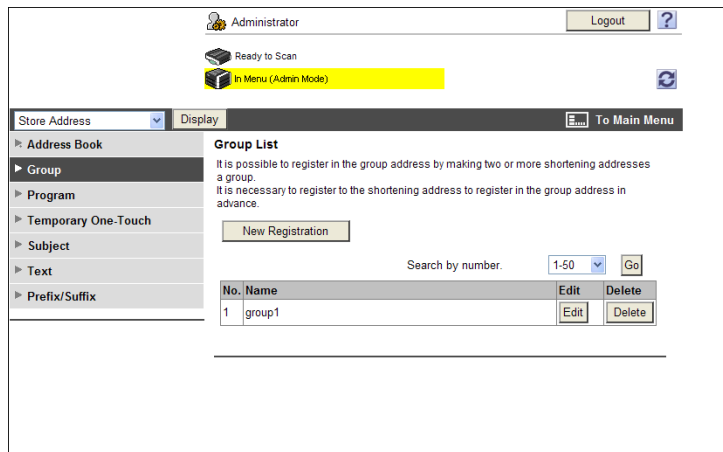 Administrator
Logout
?
Ready to Scan
In Menu (Admin Mode)
Store Address
Display
To Main Menu
Address Book
Group
Program
Temporary One-Touch
Subject
Text
Prefix/Suffix
Group List
It is possible to register in the group address by making two or more shortening addresses
a group.
It is necessary to register to the shortening address to register in the group address in
advance.
New Registration
Search by number.
1-50
Go
No. Name Edit Delete
1 group1 Edit Delete